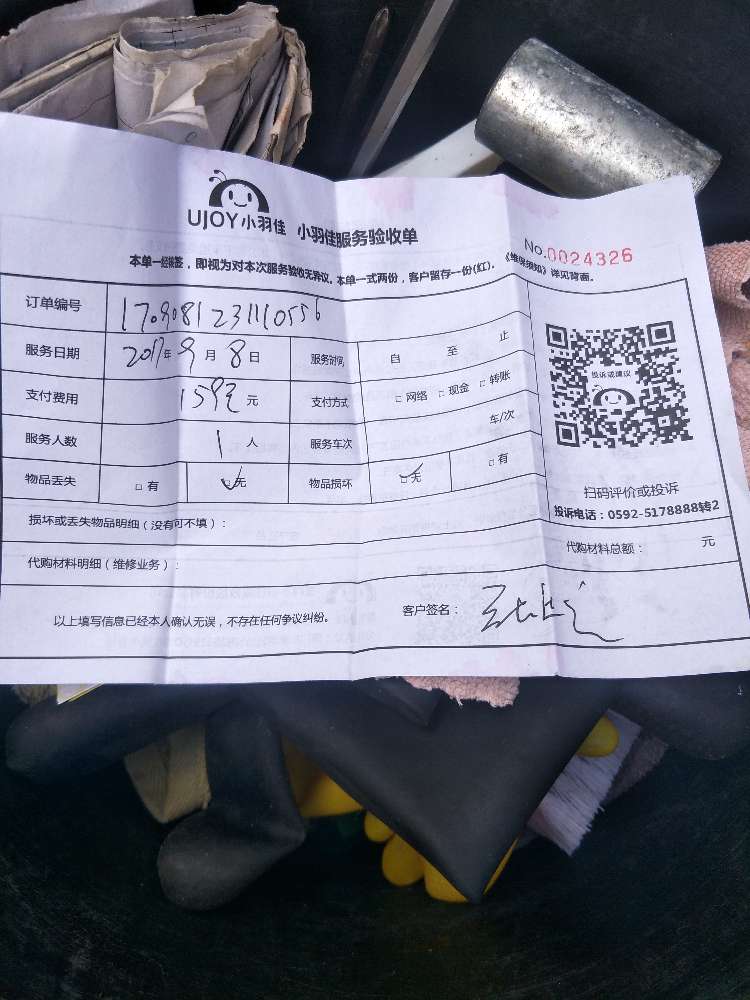 UJOY小羽佳 小羽佳服务验收单
No.0024326
本单一经接签，即视为对本次服务验收无异议。本单一式两份，客户留存一份(红)。《维保须知》详见背面。
订单编号
服务日期 2017年9月8日 服务时间 自 至 止
支付费用 元 支付方式 □网络 □现金 □转账
服务人数 1人 服务车次 车/次
物品丢失 □有 □无 物品损坏 □无 □有
投诉或建议
扫码评价或投诉
投诉电话：0592-5178888转2
损坏或丢失物品明细（没有可不填）：
代购材料明细（维修业务）： 代购材料总额： 元
以上填写信息已经本人确认无误，不存在任何争议纠纷。 客户签名：